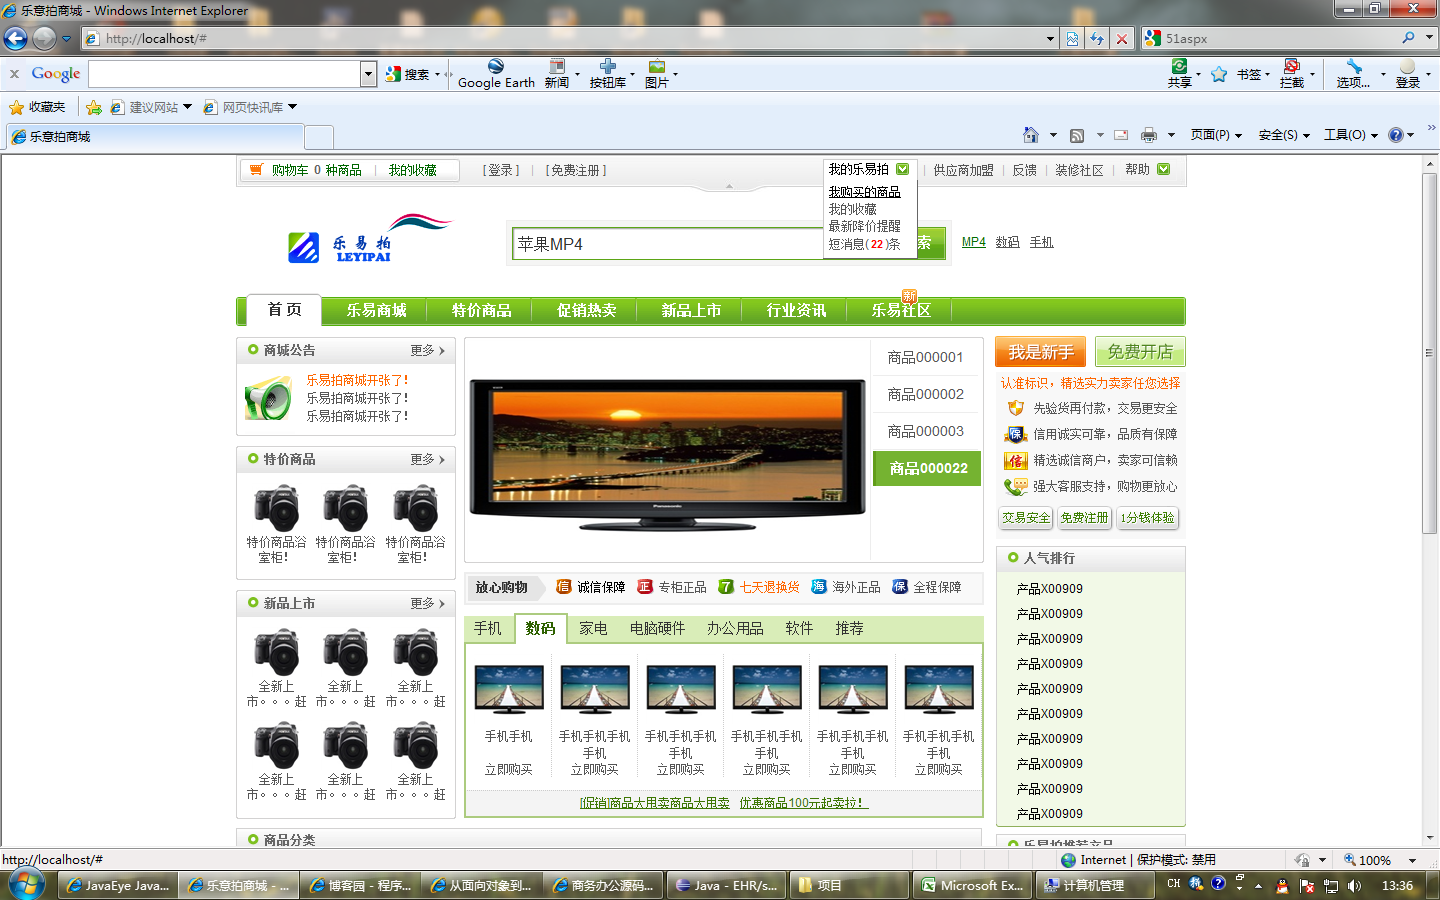 乐意拍商城 - Windows Internet Explorer
http://localhost/#
51aspx
Google 搜索 Google Earth 新闻 按钮库 图片 共享 书签 拦截 选项... 登录
收藏夹 建议网站 网页快讯库
乐意拍商城
页面(P) 安全(S) 工具(O)
购物车 0 种商品 我的收藏 [ 登录 ] [ 免费注册 ] 我的乐易拍 供应商加盟 反馈 装修社区 帮助
我购买的商品
我的收藏
最新降价提醒
短消息( 22 )条
乐易拍
LEYIPAI
苹果MP4
索
MP4 数码 手机
首 页 乐易商城 特价商品 促销热卖 新品上市 行业资讯 乐易社区 新
商城公告 更多
乐易拍商城开张了!
乐易拍商城开张了!
乐易拍商城开张了!
特价商品 更多
特价商品浴室柜! 特价商品浴室柜! 特价商品浴室柜!
新品上市 更多
全新上市。。。赶 全新上市。。。赶 全新上市。。。赶
全新上市。。。赶 全新上市。。。赶 全新上市。。。赶
商品分类
Panasonic
商品000001
商品000002
商品000003
商品000022
放心购物 信 诚信保障 正 专柜正品 7 七天退换货 海 海外正品 保 全程保障
手机 数码 家电 电脑硬件 办公用品 软件 推荐
手机手机 手机手机手机手机 手机手机手机手机 手机手机手机手机 手机手机手机手机 手机手机手机手机
立即购买 立即购买 立即购买 立即购买 立即购买 立即购买
[促销]商品大甩卖商品大甩卖 优惠商品100元起卖拉!
我是新手 免费开店
认准标识，精选实力卖家任您选择
先验货再付款，交易更安全
保 信用诚实可靠，品质有保障
信 精选诚信商户，卖家可信赖
强大客服支持，购物更放心
交易安全 免费注册 1分钱体验
人气排行
产品X00909
产品X00909
产品X00909
产品X00909
产品X00909
产品X00909
产品X00909
产品X00909
产品X00909
产品X00909
乐易拍推荐产品
http://localhost/# Internet | 保护模式: 禁用 100%
JavaEye Java... 乐意拍商城 - ... 博客园 - 程序... 从面向对象到... 商务办公源码... Java - EHR/s... 项目 Microsoft Ex... 计算机管理 CH 13:36